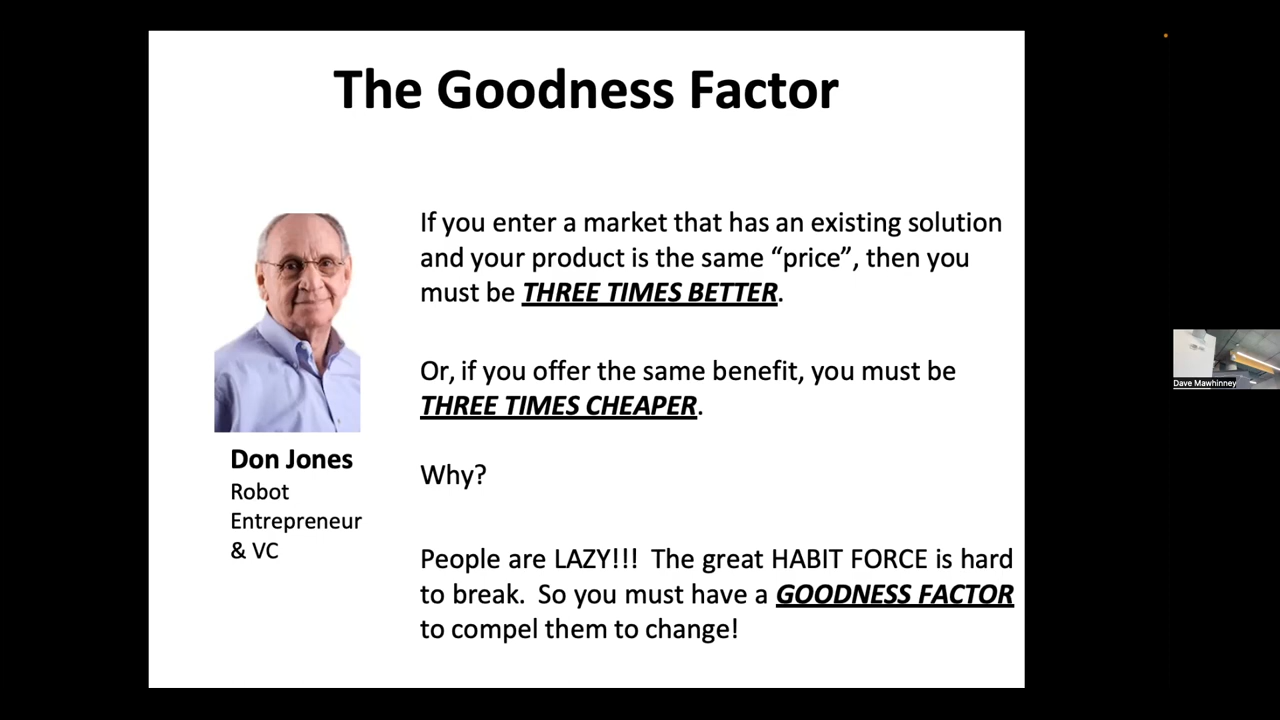 The Goodness Factor
If you enter a market that has an existing solution
and your product is the same “price”, then you
must be THREE TIMES BETTER.
Or, if you offer the same benefit, you must be
THREE TIMES CHEAPER.
Why?
People are LAZY!!! The great HABIT FORCE is hard
to break. So you must have a GOODNESS FACTOR
to compel them to change!
Don Jones
Robot
Entrepreneur
& VC
Dave Mawhinney